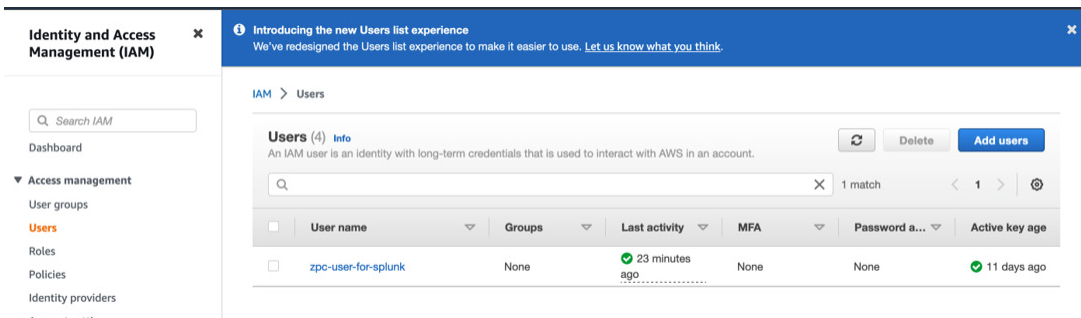 Identity and Access
Management (IAM)
Search IAM
Dashboard
Access management
User groups
Users
Roles
Policies
Identity providers
Introducing the new Users list experience
We've redesigned the Users list experience to make it easier to use. Let us know what you think.
IAM > Users
Users (4) Info
An IAM user is an identity with long-term credentials that is used to interact with AWS in an account.
Delete
Add users
1 match
1
User name Groups Last activity MFA Password a... Active key age
zpc-user-for-splunk None 23 minutes
ago None None 11 days ago